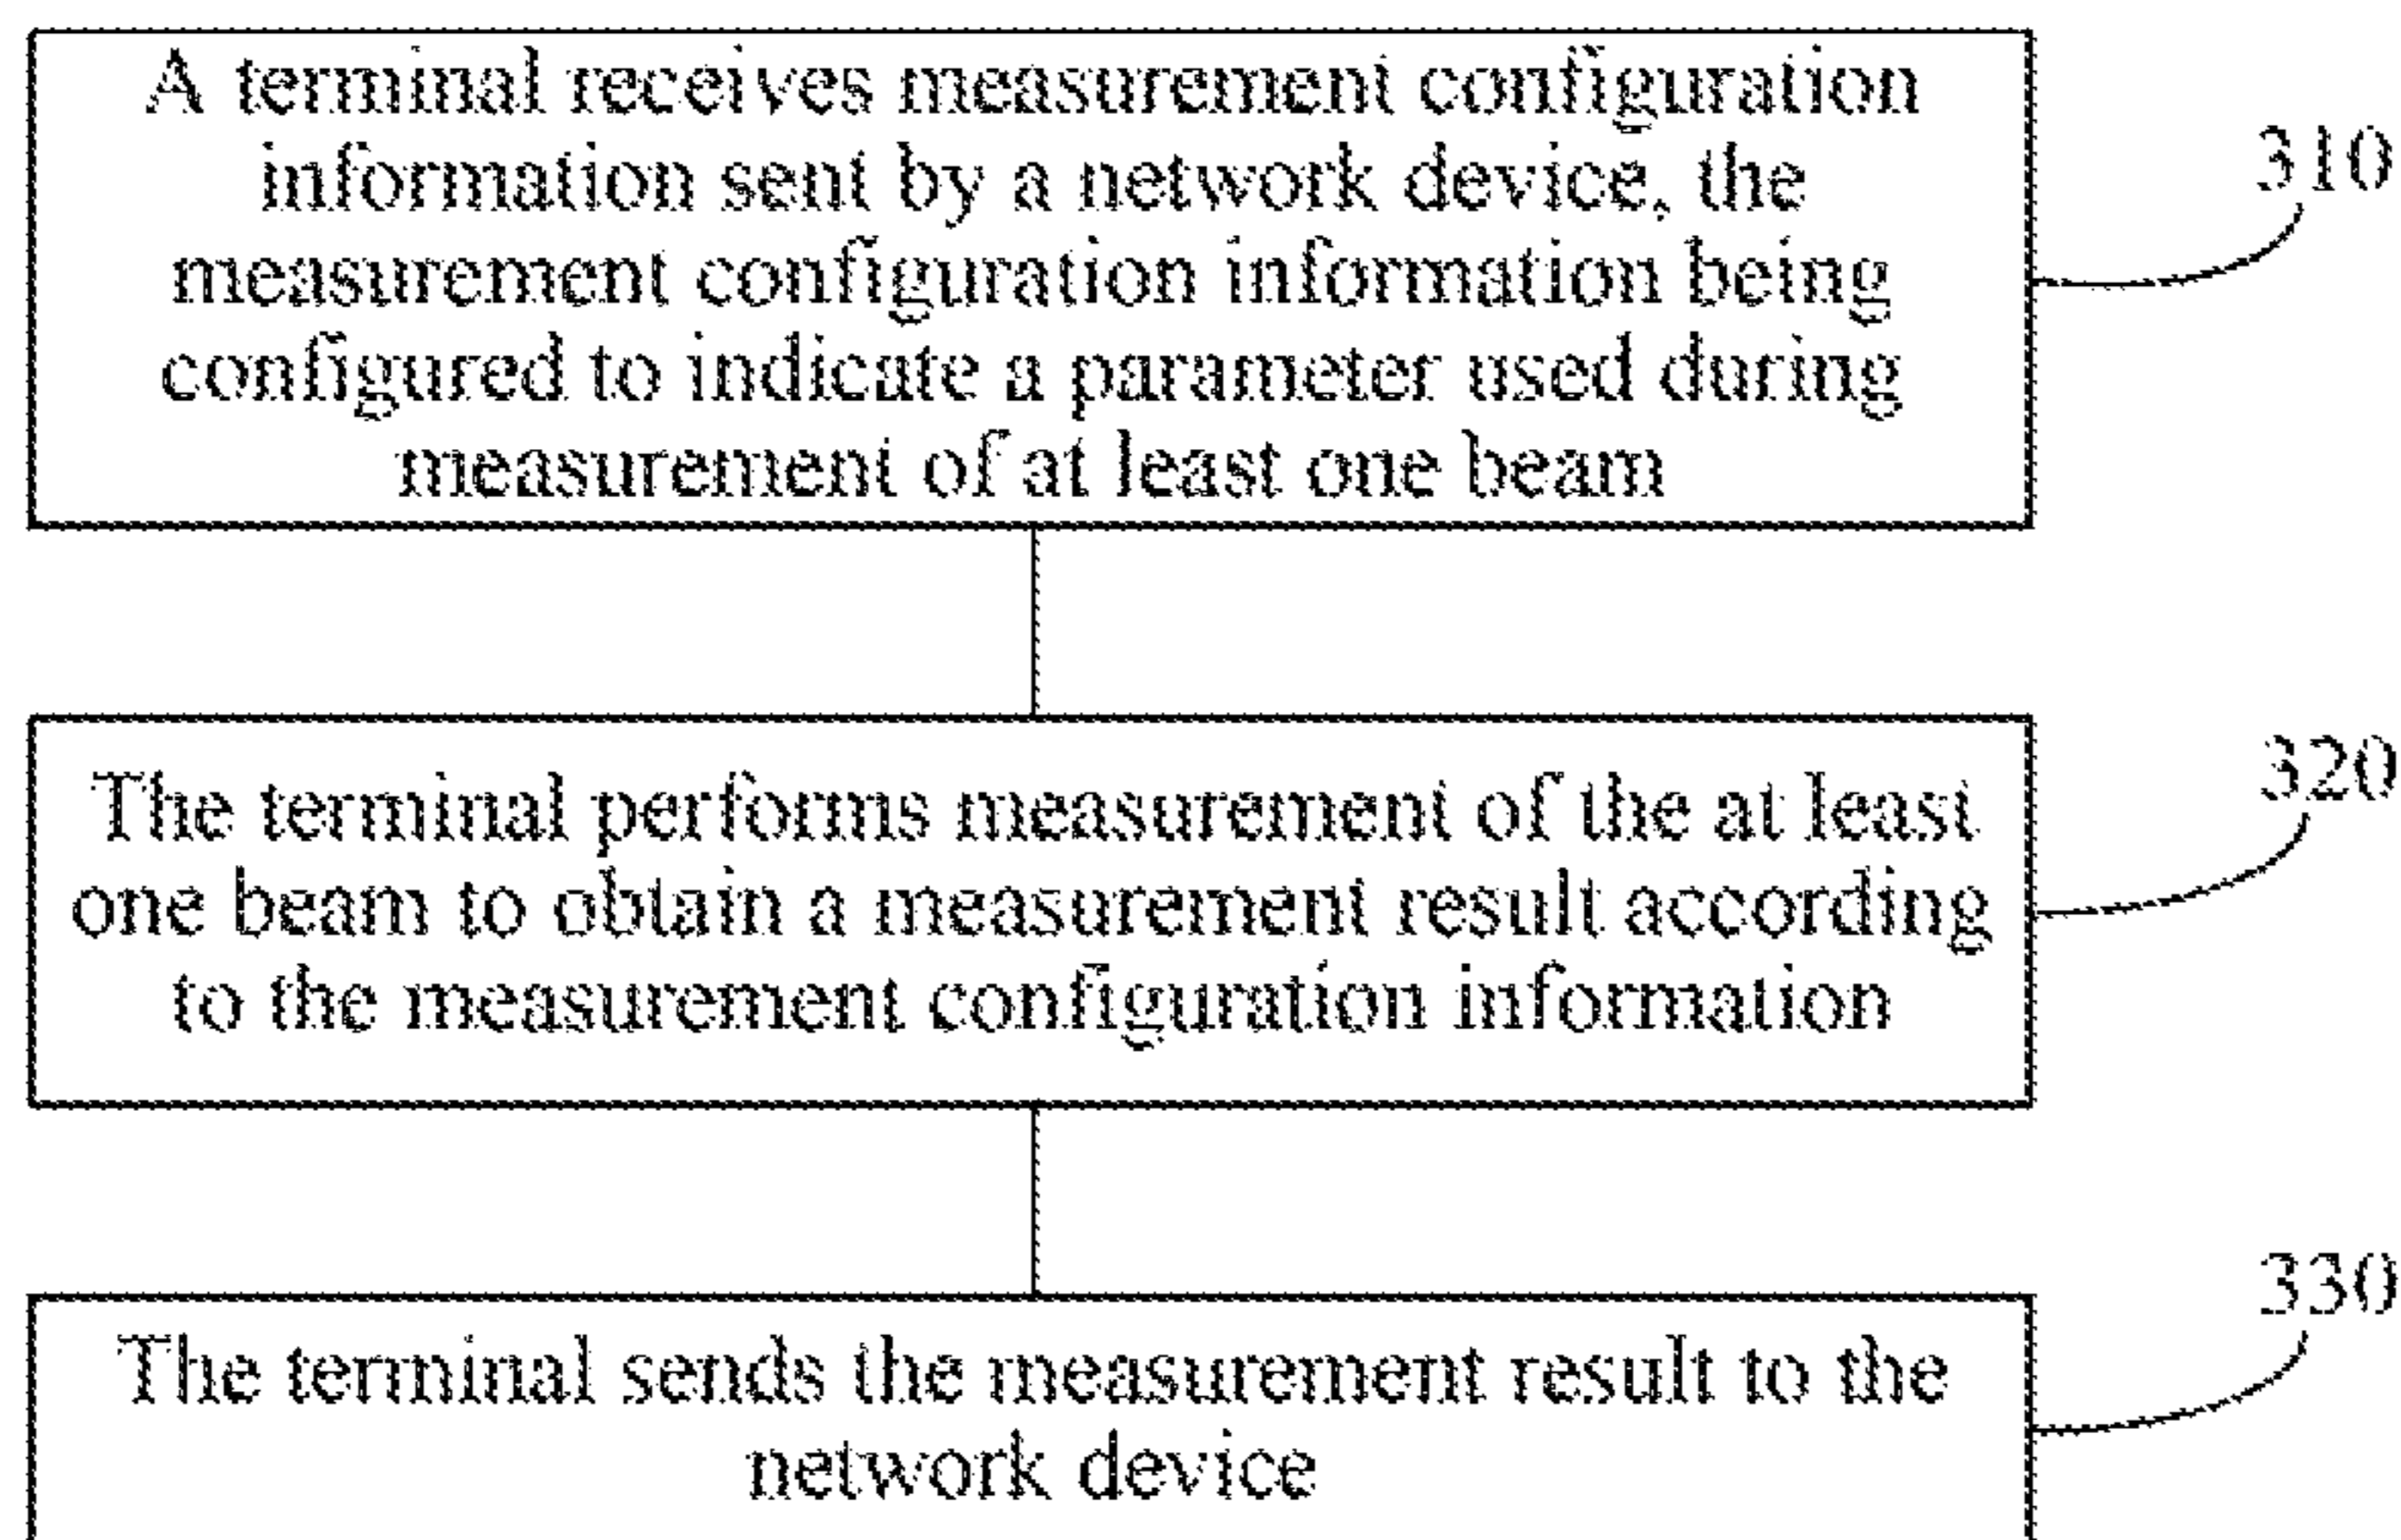 A terminal receives measurement configuration
information sent by a network device, the
measurement configuration information being
configured to indicate a parameter used during
measurement of at least one beam
310
The terminal performs measurement of the at least
one beam to obtain a measurement result according
to the measurement configuration information
320
The terminal sends the measurement result to the
network device
330